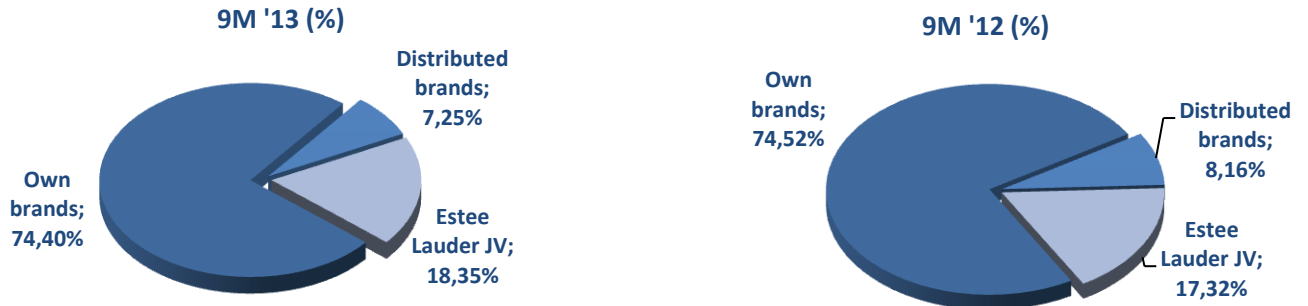 9M '13 (%)
Distributed
brands;
7,25%
Own
brands;
74,40%
Estee
Lauder JV;
18,35%
9M '12 (%)
Own
brands;
74,52%
Distributed
brands;
8,16%
Estee
Lauder JV;
17,32%